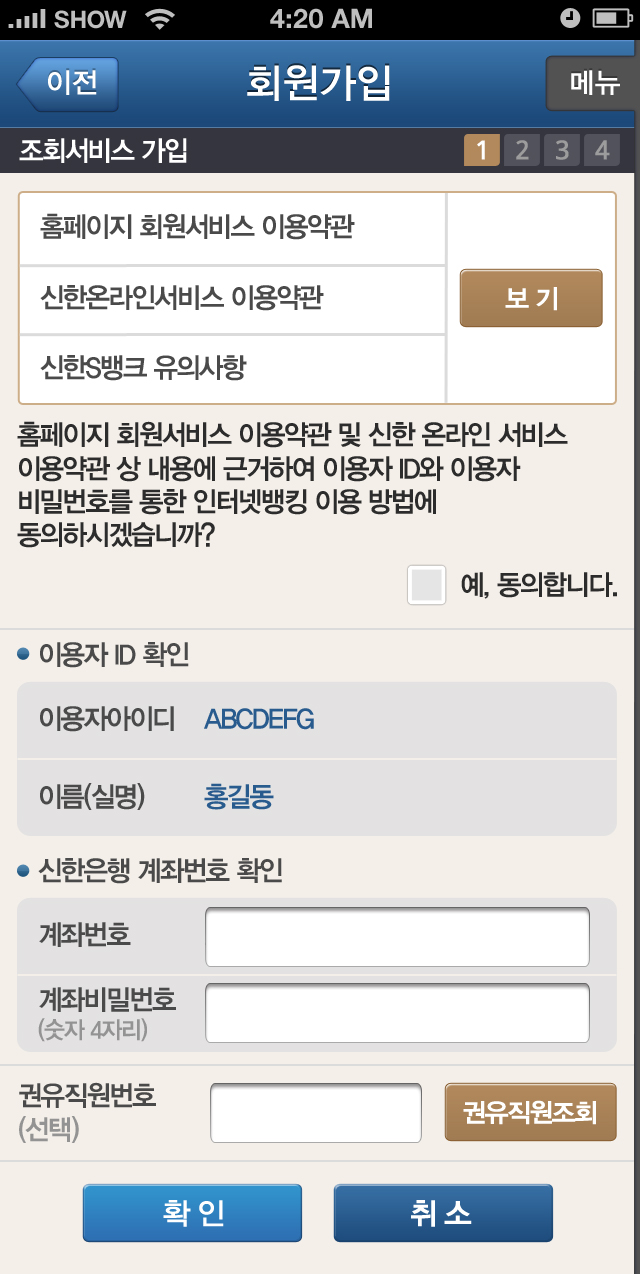 SHOW 4:20 AM
이전 회원가입 메뉴
조회서비스 가입 1 2 3 4
홈페이지 회원서비스 이용약관
신한온라인서비스 이용약관
보기
신한S뱅크 유의사항
홈페이지 회원서비스 이용약관 및 신한 온라인 서비스
이용약관 상 내용에 근거하여 이용자 ID와 이용자
비밀번호를 통한 인터넷뱅킹 이용 방법에
동의하시겠습니까?
예, 동의합니다.
이용자 ID 확인
이용자아이디 ABCDEFG
이름(실명) 홍길동
신한은행 계좌번호 확인
계좌번호
계좌비밀번호
(숫자 4자리)
권유직원번호
(선택)
권유직원조회
확인 취소